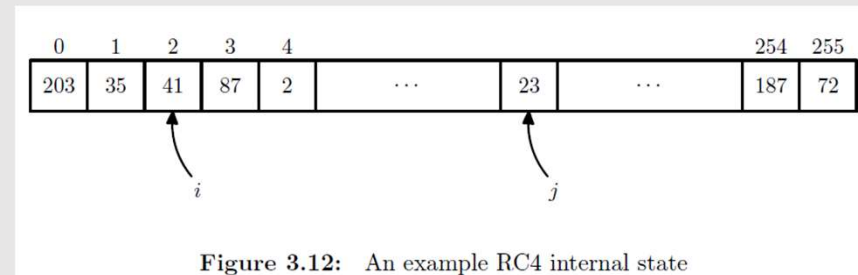 0 1 2 3 4 254 255
203 35 41 87 2 ... 23 ... 187 72
i j
Figure 3.12: An example RC4 internal state